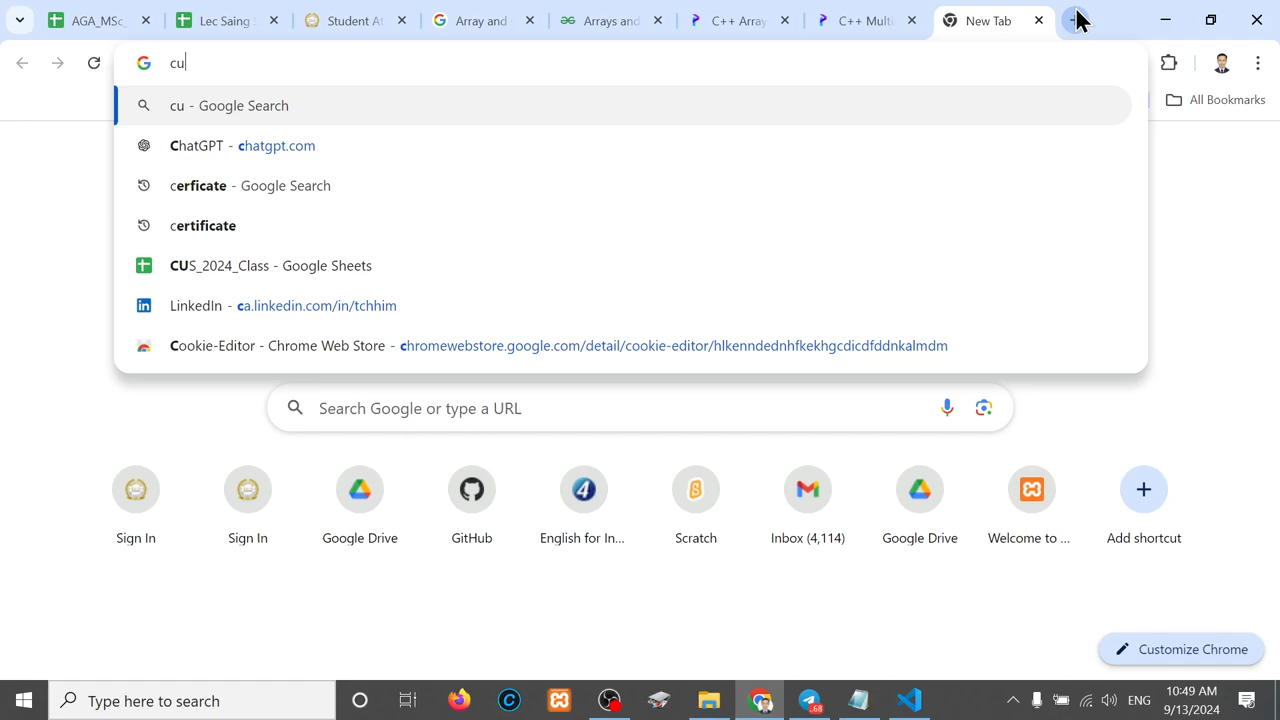 AGA_MSc_
Lec Saing
Student At
Array and
Arrays and
C++ Array
C++ Mult
New Tab
cu
All Bookmarks
cu - Google Search
ChatGPT - chatgpt.com
cerficate - Google Search
certificate
CUS_2024_Class - Google Sheets
LinkedIn - ca.linkedin.com/in/tchhim
Cookie-Editor - Chrome Web Store - chromewebstore.google.com/detail/cookie-editor/hlkenndednhfkekhgcdicdfddnkalmdm
Search Google or type a URL
Sign In
Sign In
Google Drive
GitHub
English for In...
Scratch
Inbox (4,114)
Google Drive
Welcome to ...
Add shortcut
Customize Chrome
Type here to search
.68
ENG
10:49 AM
9/13/2024